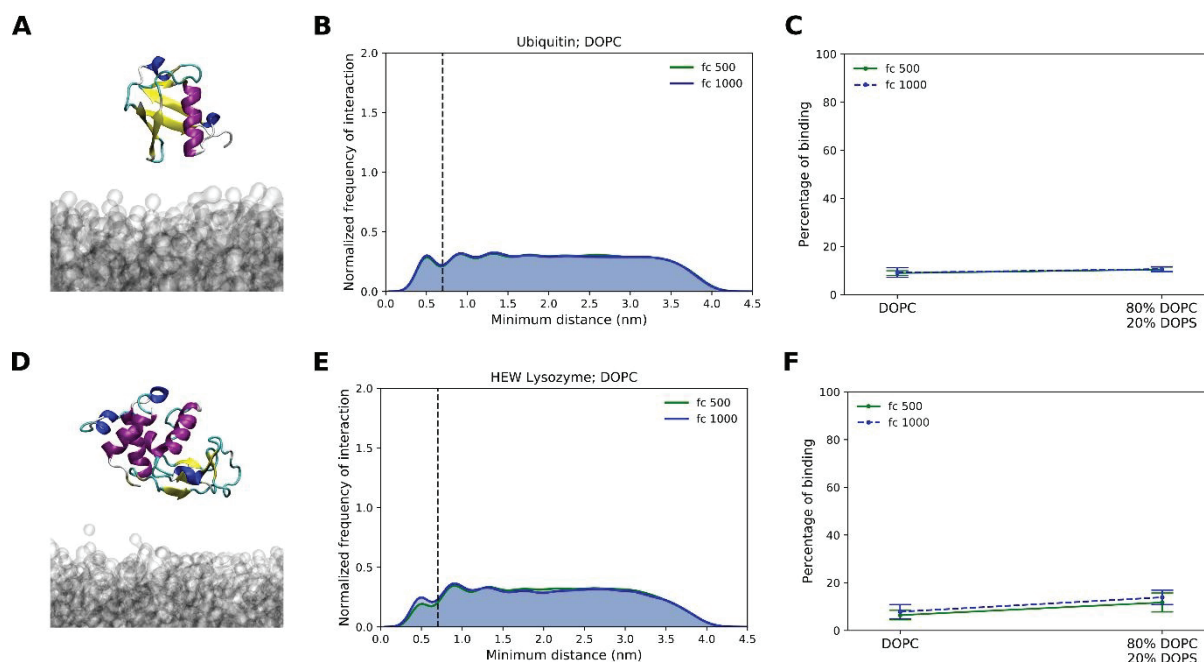 A
B
Ubiquitin; DOPC
Normalized frequency of interaction
2.0
1.5
1.0
0.5
0.0
0.0 0.5 1.0 1.5 2.0 2.5 3.0 3.5 4.0 4.5
Minimum distance (nm)
fc 500
fc 1000
C
Percentage of binding
100
80
60
40
20
0
fc 500
fc 1000
DOPC
80% DOPC
20% DOPS
D
E
HEW Lysozyme; DOPC
Normalized frequency of interaction
2.0
1.5
1.0
0.5
0.0
0.0 0.5 1.0 1.5 2.0 2.5 3.0 3.5 4.0 4.5
Minimum distance (nm)
fc 500
fc 1000
F
Percentage of binding
100
80
60
40
20
0
fc 500
fc 1000
DOPC
80% DOPC
20% DOPS